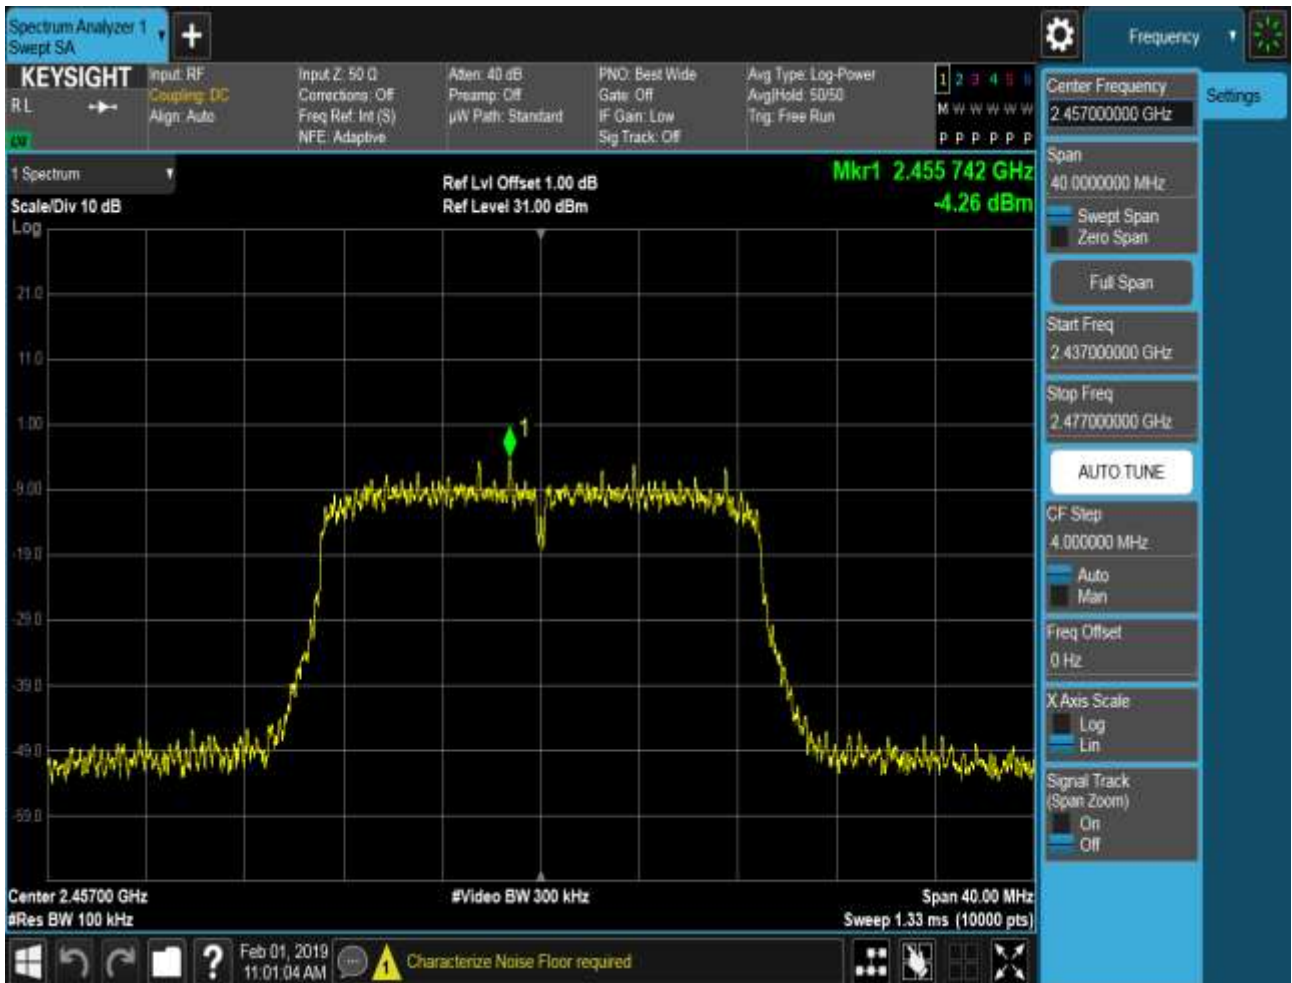 Spectrum Analyzer 1
Swept SA
+
Frequency
KEYSIGHT
R L
Input: RF
Coupling: DC
Align: Auto
Input Z: 50 Ω
Corrections: Off
Freq Ref: Int (S)
NFE: Adaptive
Atten: 40 dB
Preamp: Off
µW Path: Standard
PNO: Best Wide
Gate: Off
IF Gain: Low
Sig Track: Off
Avg Type: Log-Power
Avg|Hold: 50/50
Trig: Free Run
1 2 3 4 5 6
M W W W W W
P P P P P P
1 Spectrum
Scale/Div 10 dB
Log
Ref Lvl Offset 1.00 dB
Ref Level 31.00 dBm
Mkr1 2.455 742 GHz
-4.26 dBm
21.0
11.0
1.00
-9.00
-19.0
-29.0
-39.0
-49.0
-59.0
1
Center 2.45700 GHz
#Res BW 100 kHz
#Video BW 300 kHz
Span 40.00 MHz
Sweep 1.33 ms (10000 pts)
Center Frequency
2.457000000 GHz
Settings
Span
40.0000000 MHz
Swept Span
Zero Span
Full Span
Start Freq
2.437000000 GHz
Stop Freq
2.477000000 GHz
AUTO TUNE
CF Step
4.000000 MHz
Auto
Man
Freq Offset
0 Hz
X Axis Scale
Log
Lin
Signal Track
(Span Zoom)
On
Off
?
Feb 01, 2019
11:01:04 AM
1
Characterize Noise Floor required